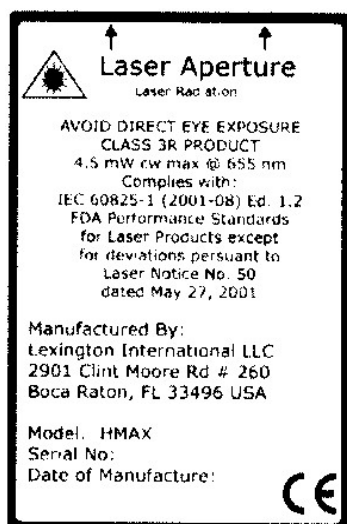 Laser Aperture
Laser Radiation
AVOID DIRECT EYE EXPOSURE
CLASS 3R PRODUCT
4.5 mW cw max @ 655 nm
Complies with:
IEC 60825-1 (2001-08) Ed. 1.2
FDA Performance Standards
for Laser Products except
for deviations persuant to
Laser Notice No. 50
dated May 27, 2001
Manufactured By:
Lexington International LLC
2901 Clint Moore Rd # 260
Boca Raton, FL 33496 USA
Model. HMAX
Serial No:
Date of Manufacture:
CE